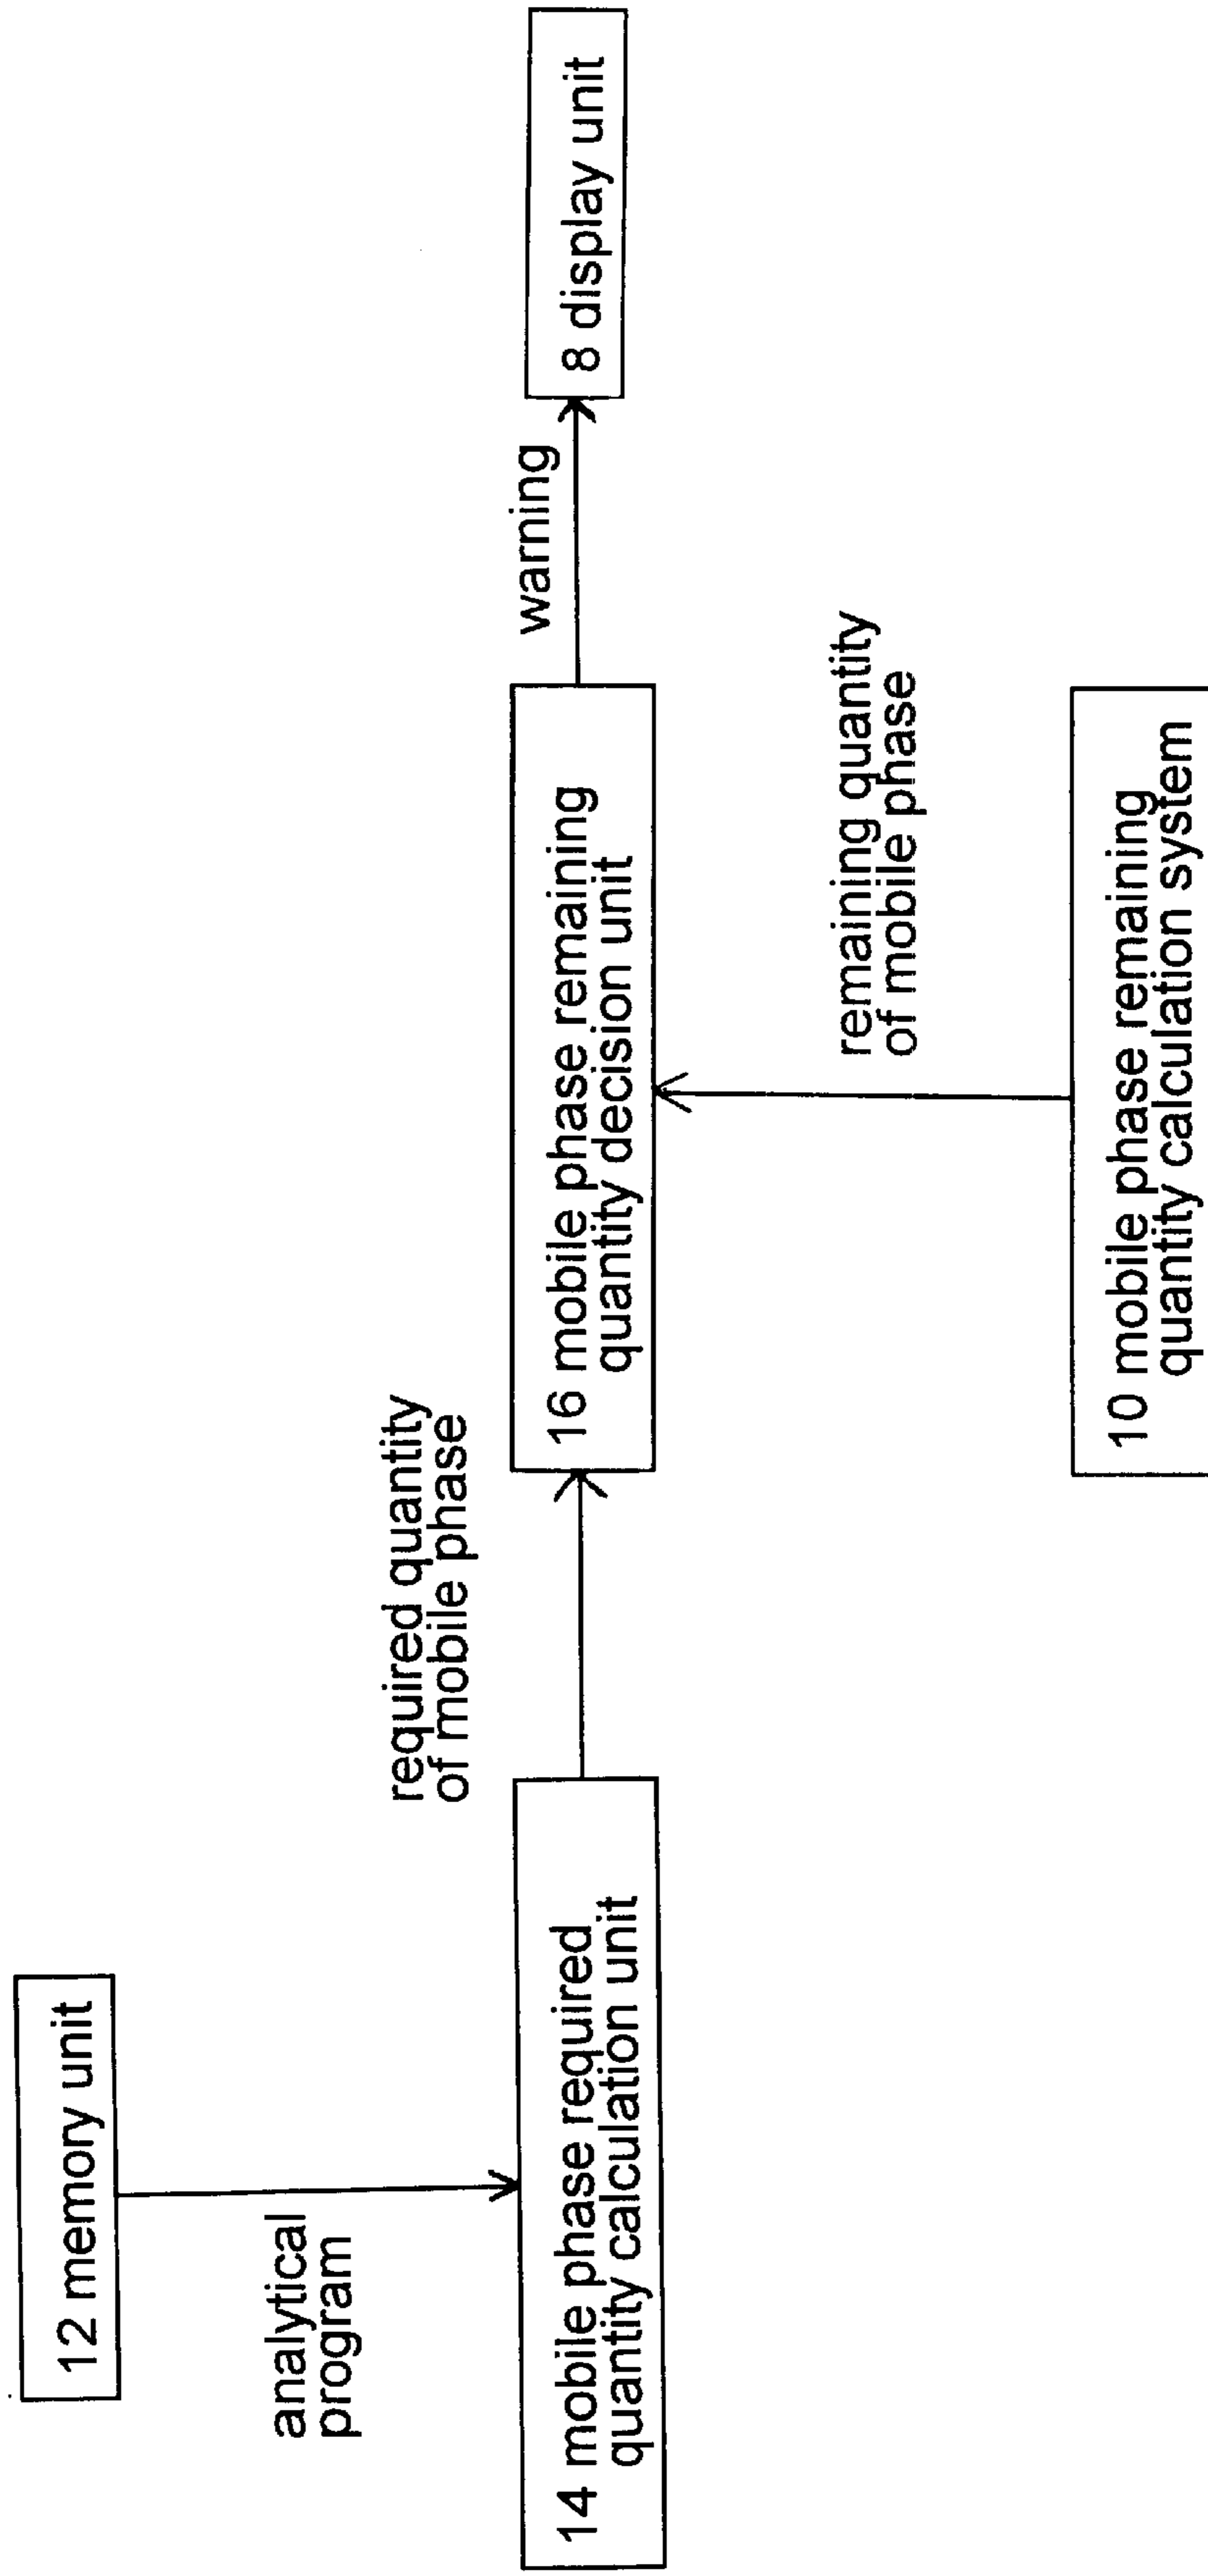 12 memory unit
analytical
program
14 mobile phase required
quantity calculation unit
required quantity
of mobile phase
16 mobile phase remaining
quantity decision unit
warning
8 display unit
remaining quantity
of mobile phase
10 mobile phase remaining
quantity calculation system